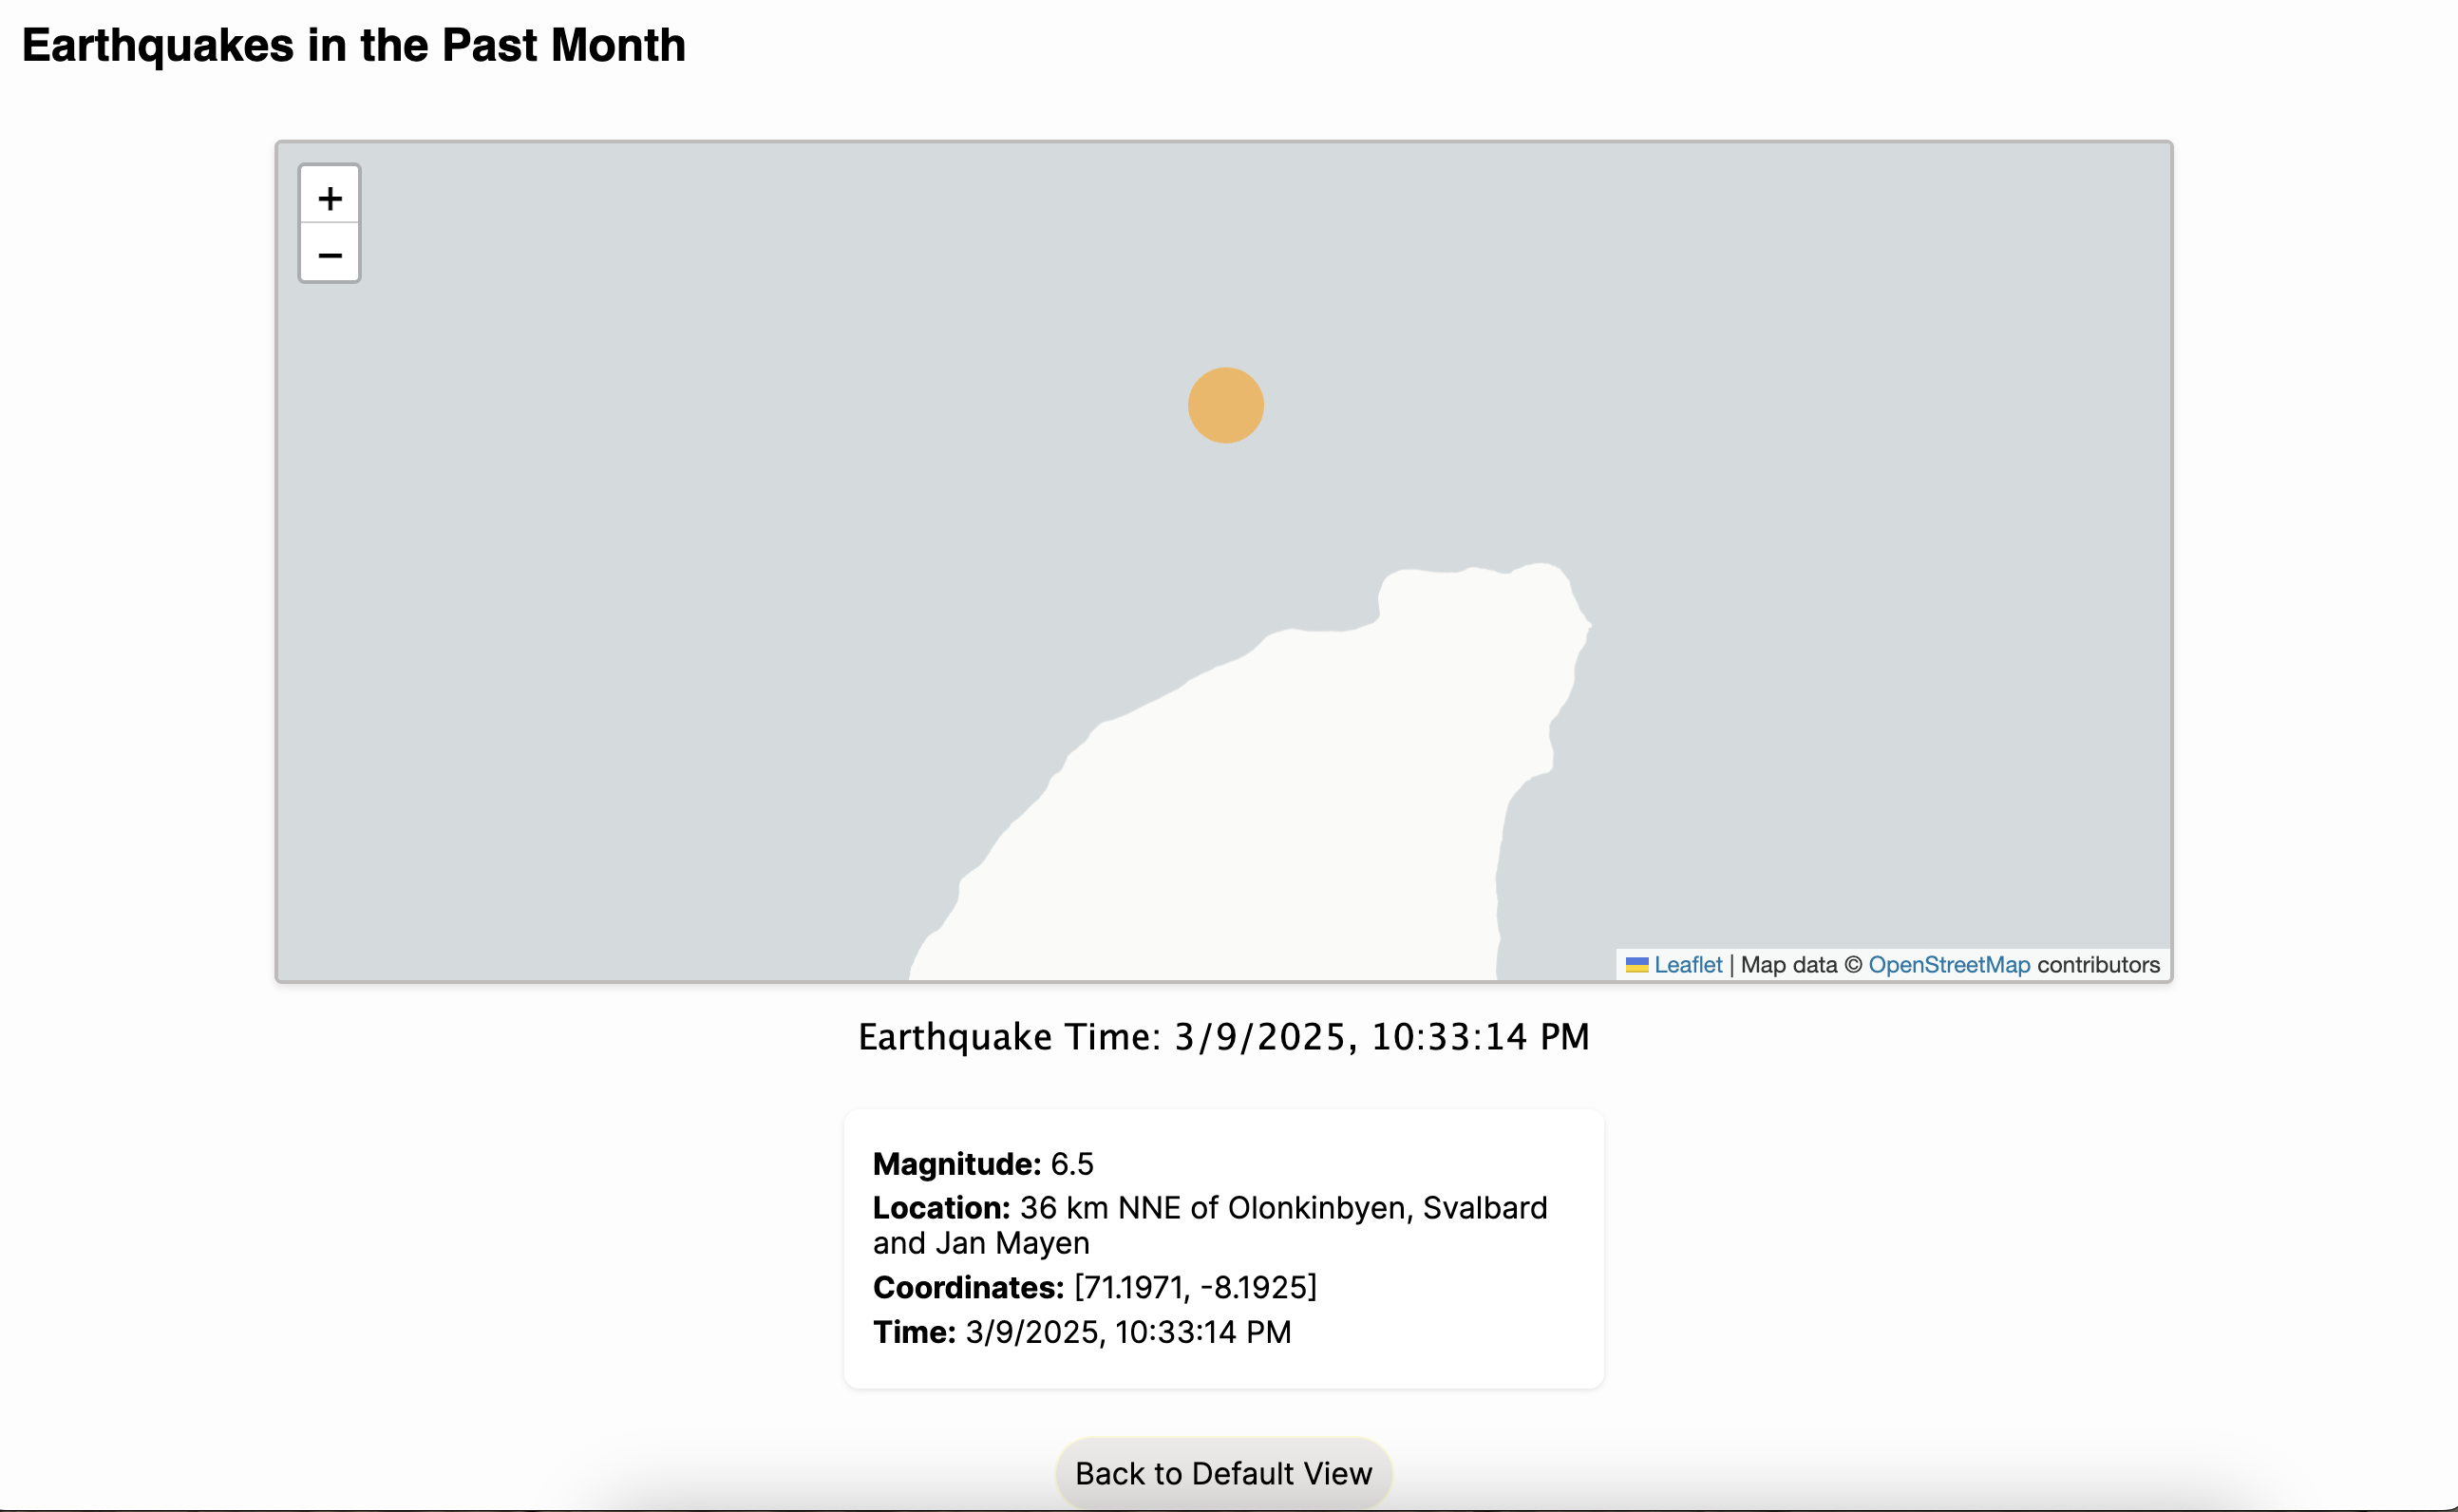 Earthquakes in the Past Month
+
−
Leaflet | Map data © OpenStreetMap contributors
Earthquake Time: 3/9/2025, 10:33:14 PM
Magnitude: 6.5
Location: 36 km NNE of Olonkinbyen, Svalbard
and Jan Mayen
Coordinates: [71.1971, -8.1925]
Time: 3/9/2025, 10:33:14 PM
Back to Default View